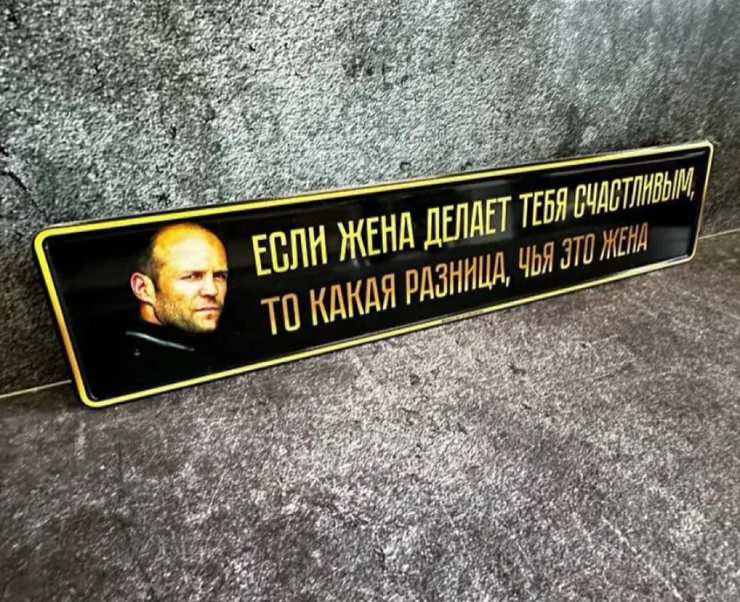 ЕСЛИ ЖЕНА ДЕЛАЕТ ТЕБЯ СЧАСТЛИВЫМ,
ТО КАКАЯ РАЗНИЦА, ЧЬЯ ЭТО ЖЕНА